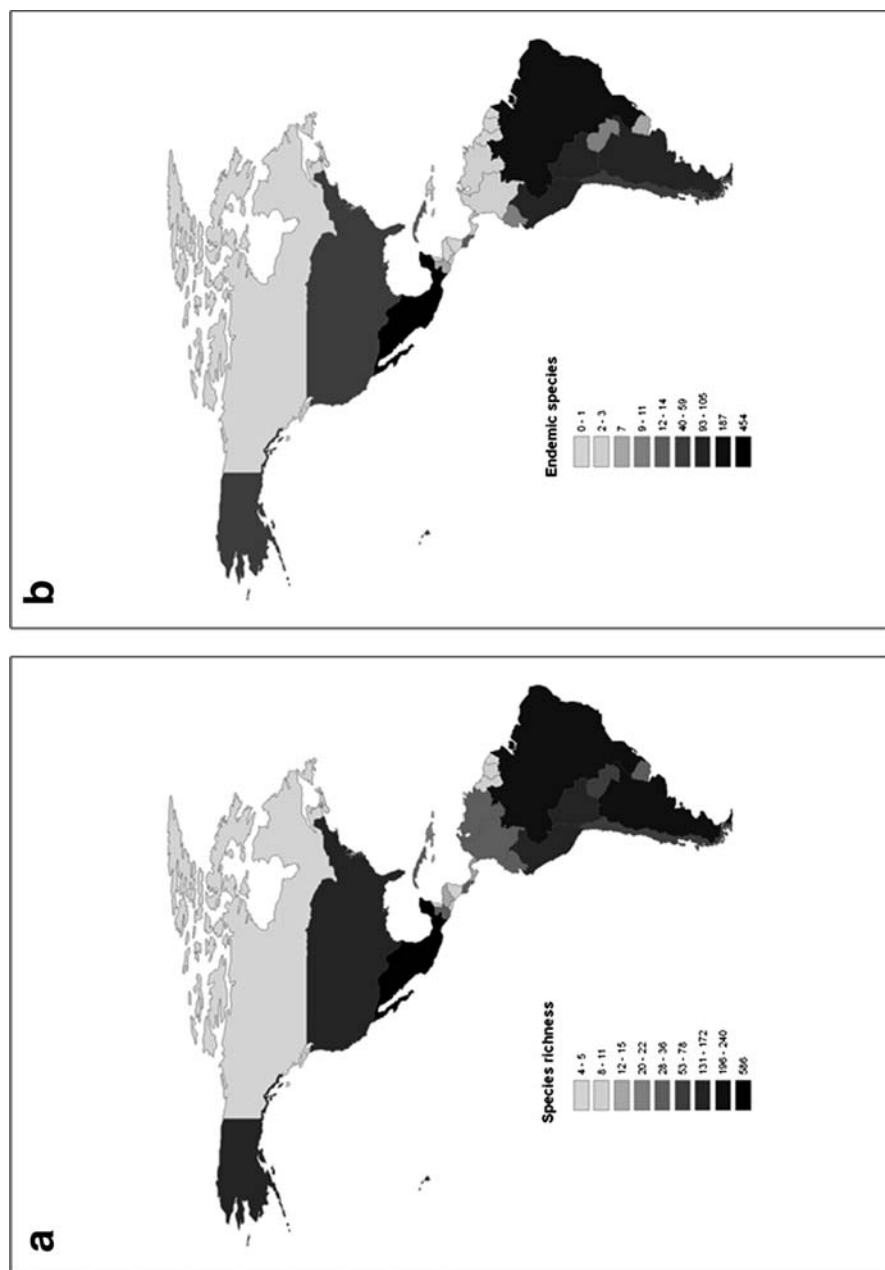 a
Species richness
4 - 5
8 - 11
12 - 15
20 - 22
28 - 36
53 - 78
131 - 172
196 - 240
586
b
Endemic species
0 - 1
2 - 3
7
9 - 11
12 - 14
40 - 59
93 - 105
187
454